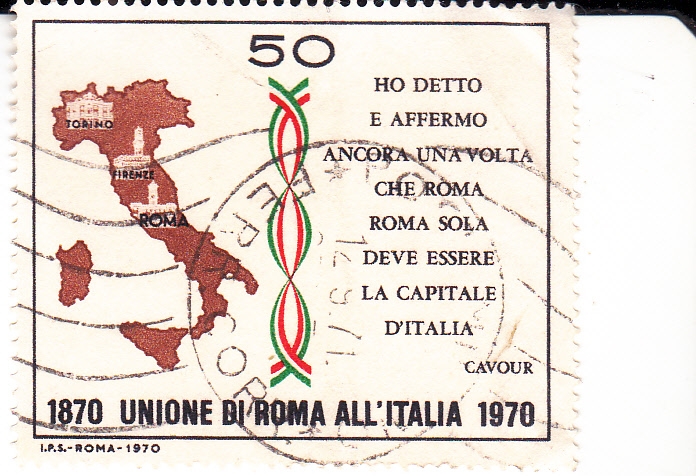 50
HO DETTO
E AFFERMO
ANCORA UNA VOLTA
CHE ROMA
ROMA SOLA
DEVE ESSERE
LA CAPITALE
D'ITALIA
CAVOUR
TORINO
FIRENZE
ROMA
1870 UNIONE DI ROMA ALL'ITALIA 1970
I.P.S.-ROMA-1970